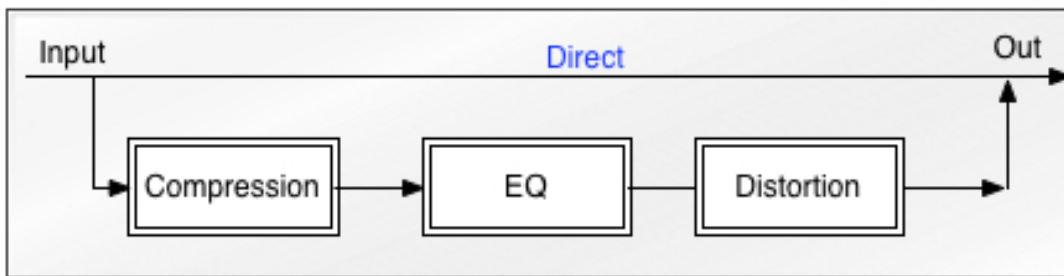 Input
Direct
Out
Compression
EQ
Distortion